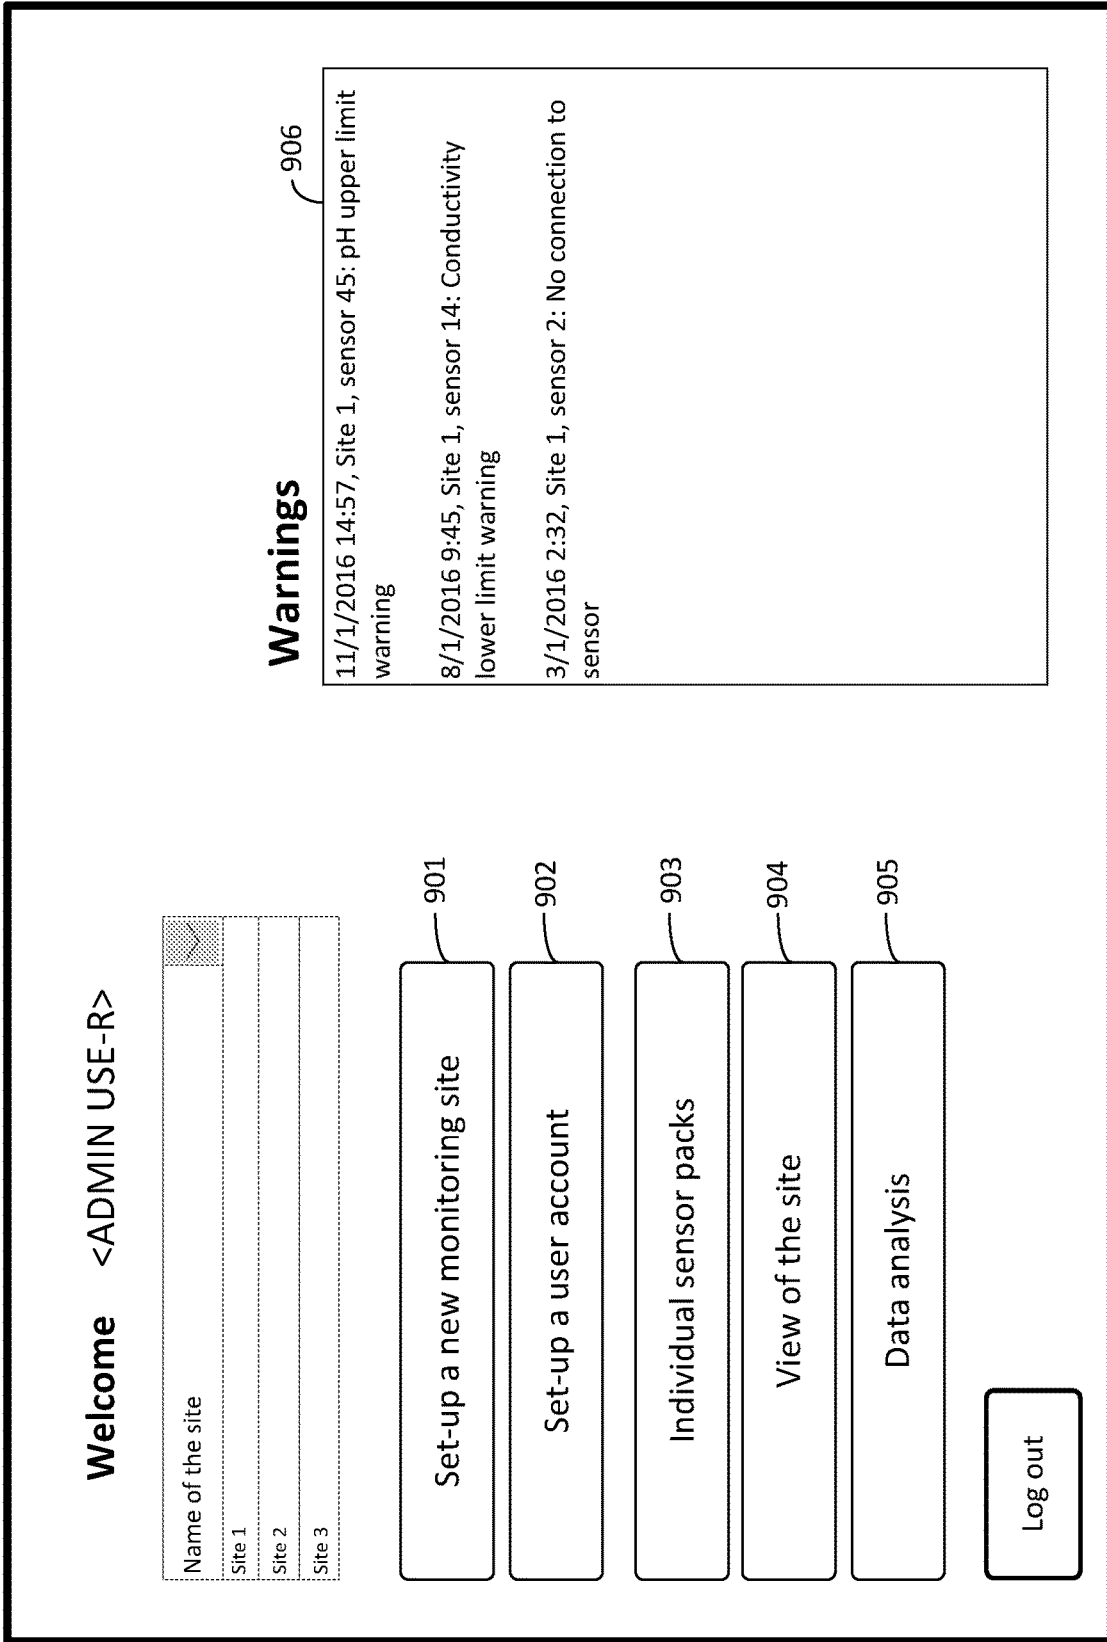 Welcome <ADMIN USE-R>
Name of the site
Site 1
Site 2
Site 3
Set-up a new monitoring site
901
Set-up a user account
902
Individual sensor packs
903
View of the site
904
Data analysis
905
Log out
Warnings
906
11/1/2016 14:57, Site 1, sensor 45: pH upper limit
warning
8/1/2016 9:45, Site 1, sensor 14: Conductivity
lower limit warning
3/1/2016 2:32, Site 1, sensor 2: No connection to
sensor